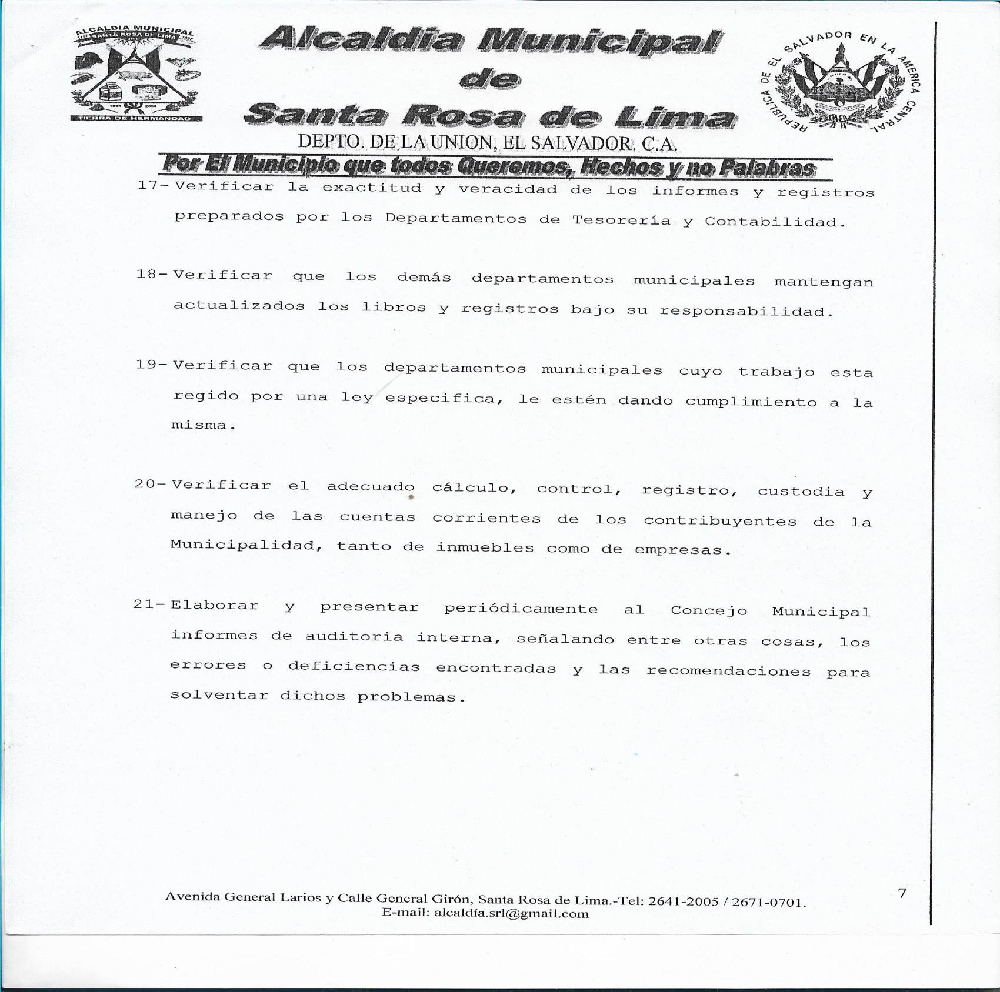 ALCALDIA MUNICIPAL
SANTA ROSA DE LIMA
TIERRA DE HERMANDAD
Alcaldia Municipal
de
Santa Rosa de Lima
REPUBLICA DE EL SALVADOR EN LA AMERICA CENTRAL
DEPTO. DE LA UNION, EL SALVADOR. C.A.
Por El Municipio que todos Queremos, Hechos y no Palabras
17- Verificar la exactitud y veracidad de los informes y registros
preparados por los Departamentos de Tesorería y Contabilidad.
18- Verificar que los demás departamentos municipales mantengan
actualizados los libros y registros bajo su responsabilidad.
19- Verificar que los departamentos municipales cuyo trabajo esta
regido por una ley especifica, le estén dando cumplimiento a la
misma.
20- Verificar el adecuado cálculo, control, registro, custodia y
manejo de las cuentas corrientes de los contribuyentes de la
Municipalidad, tanto de inmuebles como de empresas.
21- Elaborar y presentar periódicamente al Concejo Municipal
informes de auditoria interna, señalando entre otras cosas, los
errores o deficiencias encontradas y las recomendaciones para
solventar dichos problemas.
7
Avenida General Larios y Calle General Girón, Santa Rosa de Lima.-Tel: 2641-2005 / 2671-0701.
E-mail: alcaldía.srl@gmail.com